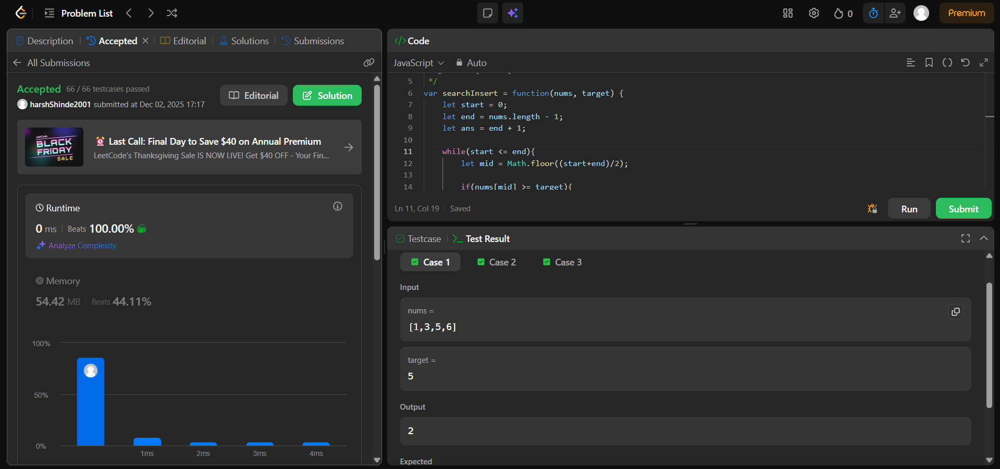 Problem List
0
Premium
Description
Accepted
Editorial
Solutions
Submissions
All Submissions
Accepted 66 / 66 testcases passed
harshShinde2001 submitted at Dec 02, 2025 17:17
Editorial
Solution
LeetCode
BLACK
FRIDAY
SALE
⏰ Last Call: Final Day to Save $40 on Annual Premium
LeetCode's Thanksgiving Sale IS NOW LIVE! Get $40 OFF - Your Fin...
Runtime
0 ms Beats 100.00%
Analyze Complexity
Memory
54.42 MB Beats 44.11%
100%
50%
0%
1ms 2ms 3ms 4ms
</> Code
JavaScript
Auto
5 */
6 var searchInsert = function(nums, target) {
7 let start = 0;
8 let end = nums.length - 1;
9 let ans = end + 1;
10
11 while(start <= end){
12 let mid = Math.floor((start+end)/2);
13
14 if(nums[mid] >= target){
Ln 11, Col 19 Saved
Run
Submit
Testcase
Test Result
Case 1
Case 2
Case 3
Input
nums =
[1,3,5,6]
target =
5
Output
2
Expected